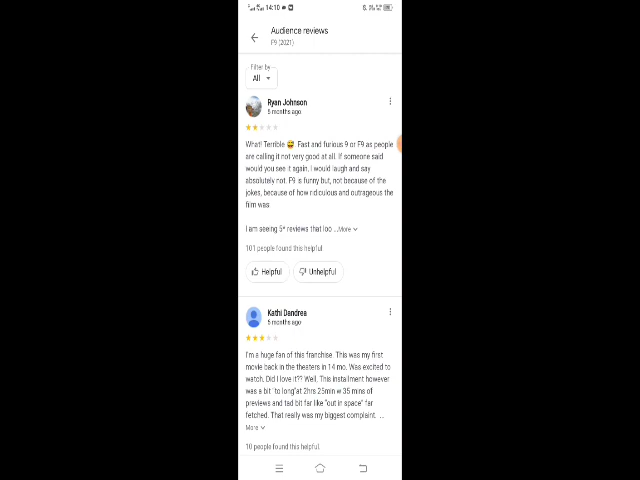 14:10
Audience reviews
F9 (2021)
Filter by
All
Ryan Johnson
5 months ago
What! Terrible 😅. Fast and furious 9 or F9 as people
are calling it not very good at all. If someone said
would you see it again, I would laugh and say
absolutely not. F9 is funny but, not bacause of the
jokes, because of how ridiculous and outrageous the
film was
I am seeing 5* reviews that loo ...More
101 people found this helpful
Helpful
Unhelpful
Kathi Dandrea
5 months ago
I'm a huge fan of this franchise. This was my first
movie back in the theaters in 14 mo. Was excited to
watch. Did I love it?? Well. This installment however
was a bit "to long"at 2hrs 25min w 35 mins of
previews and tad bit far like "out in space" far
fetched. That really was my biggest complaint. ...
More
10 people found this helpful